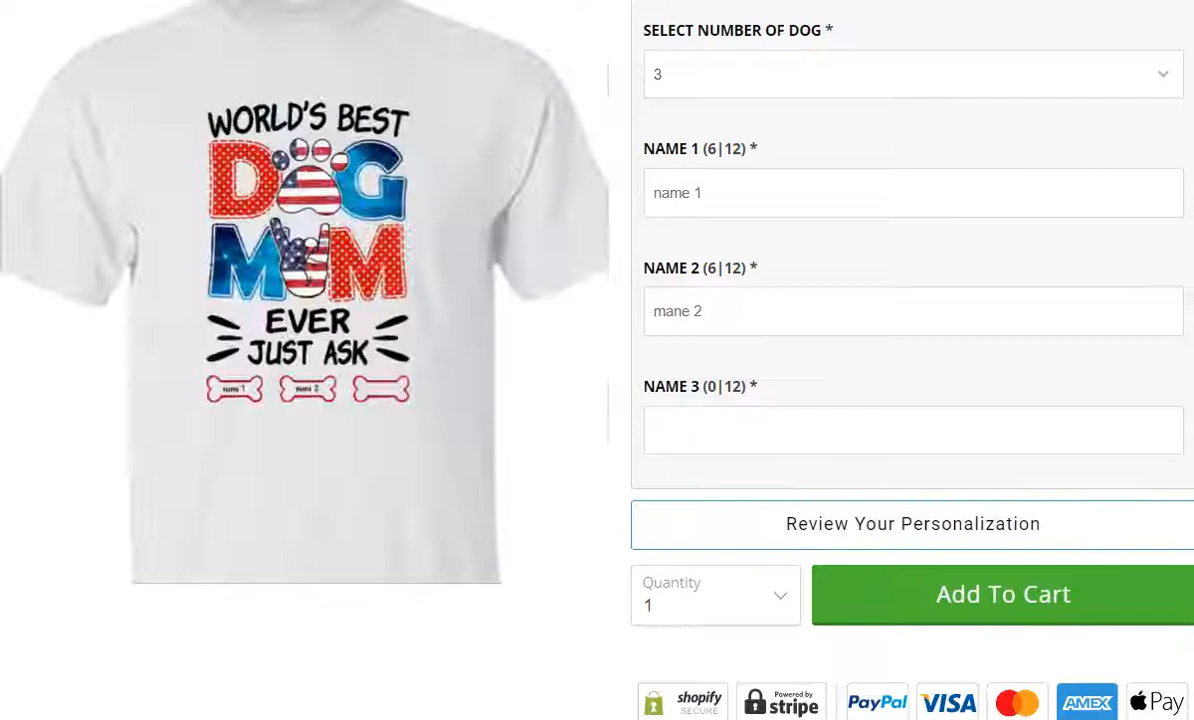 WORLD'S BEST
DOG
MOM
EVER
JUST ASK
name 1
mane 2
SELECT NUMBER OF DOG *
3
NAME 1 (6|12) *
name 1
NAME 2 (6|12) *
mane 2
NAME 3 (0|12) *
Review Your Personalization
Quantity
1
Add To Cart
shopify
SECURE
Powered by
stripe
PayPal
VISA
AMEX
Pay